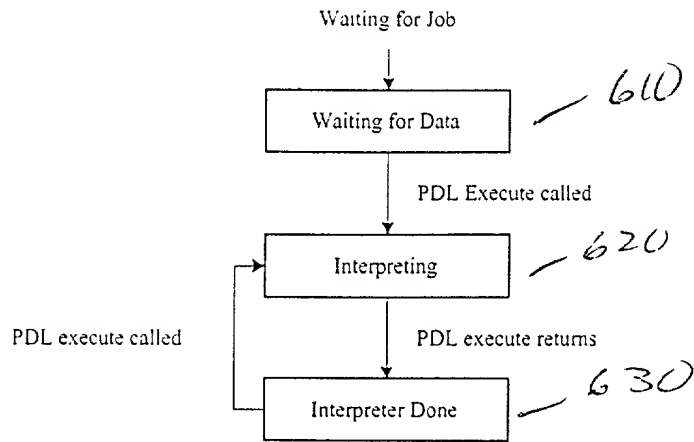 Waiting for Job
610
Waiting for Data
PDL Execute called
620
Interpreting
PDL execute called
PDL execute returns
630
Interpreter Done